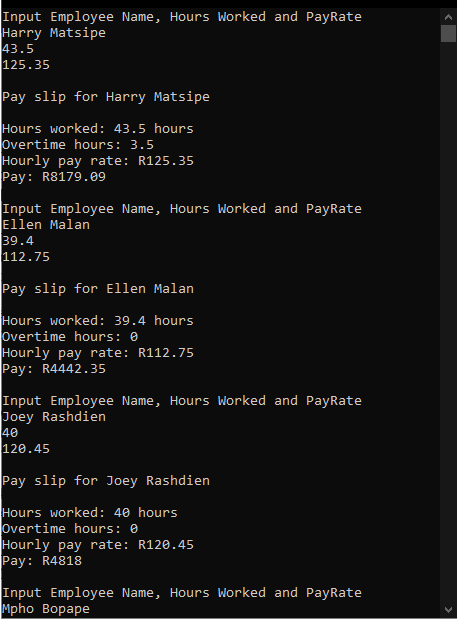 Input Employee Name, Hours Worked and PayRate
Harry Matsipe
43.5
125.35
Pay slip for Harry Matsipe
Hours worked: 43.5 hours
Overtime hours: 3.5
Hourly pay rate: R125.35
Pay: R8179.09
Input Employee Name, Hours Worked and PayRate
Ellen Malan
39.4
112.75
Pay slip for Ellen Malan
Hours worked: 39.4 hours
Overtime hours: 0
Hourly pay rate: R112.75
Pay: R4442.35
Input Employee Name, Hours Worked and PayRate
Joey Rashdien
40
120.45
Pay slip for Joey Rashdien
Hours worked: 40 hours
Overtime hours: 0
Hourly pay rate: R120.45
Pay: R4818
Input Employee Name, Hours Worked and PayRate
Mpho Bopape